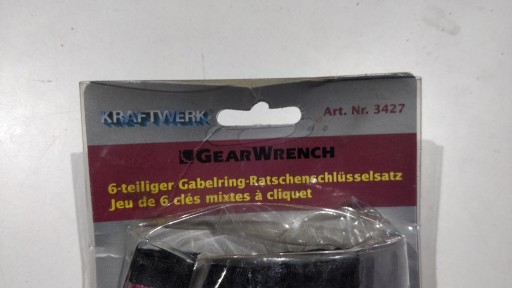 KRAFTWERK
Art. Nr. 3427
GEARWRENCH
6-teiliger Gabelring-Ratschenschlüsselsatz
Jeu de 6 clés mixtes à cliquet